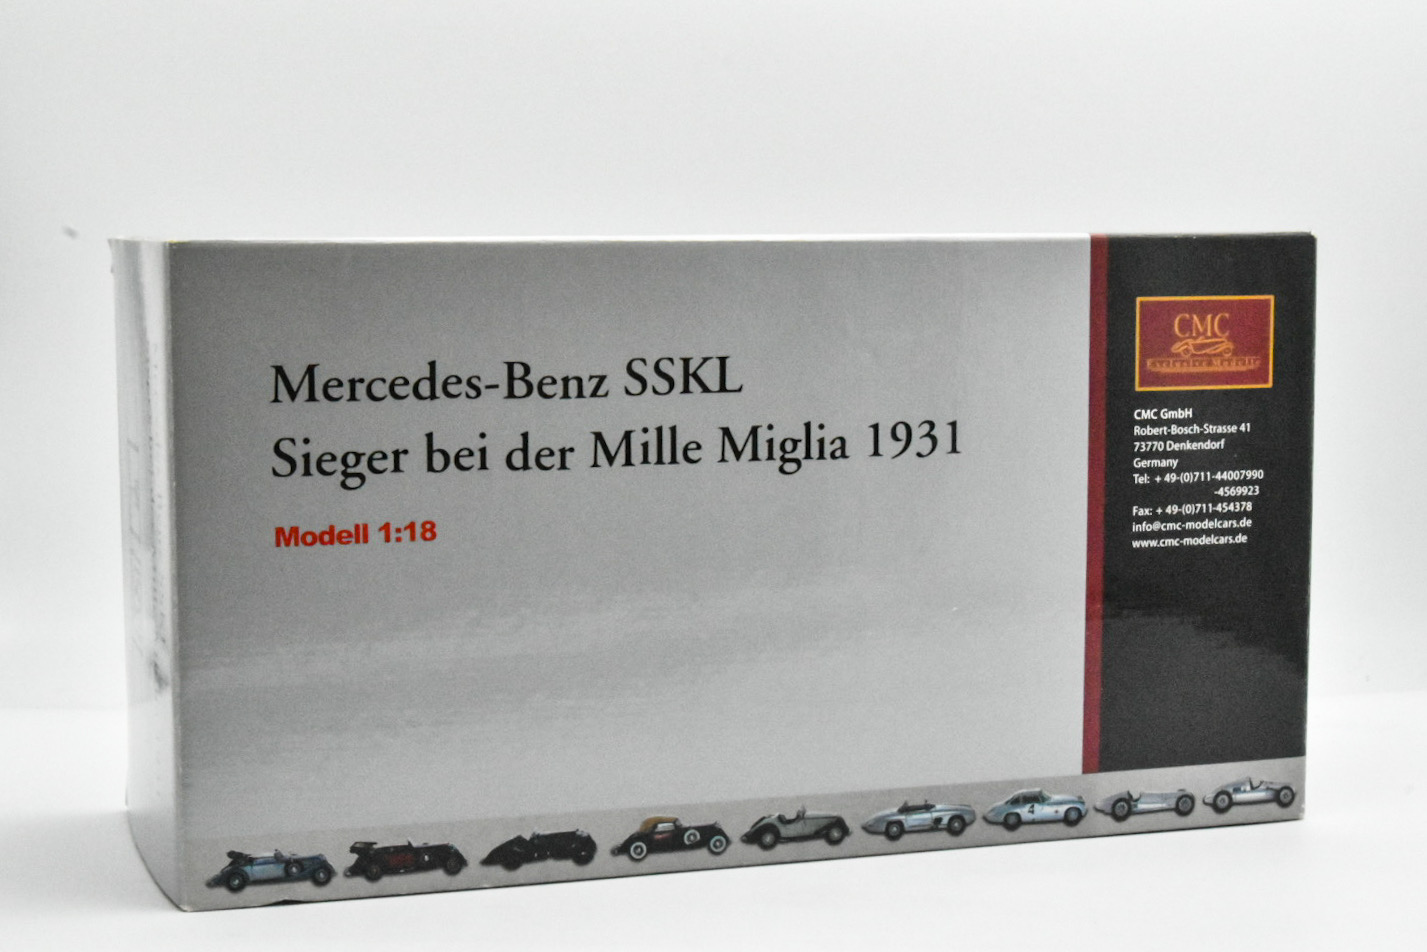 Mercedes-Benz SSKL
Sieger bei der Mille Miglia 1931
Modell 1:18
CMC
Exclusive Modelle
CMC GmbH
Robert-Bosch-Strasse 41
73770 Denkendorf
Germany
Tel: + 49-(0)711-44007990
-4569923
Fax: + 49-(0)711-454378
info@cmc-modelcars.de
www.cmc-modelcars.de
4